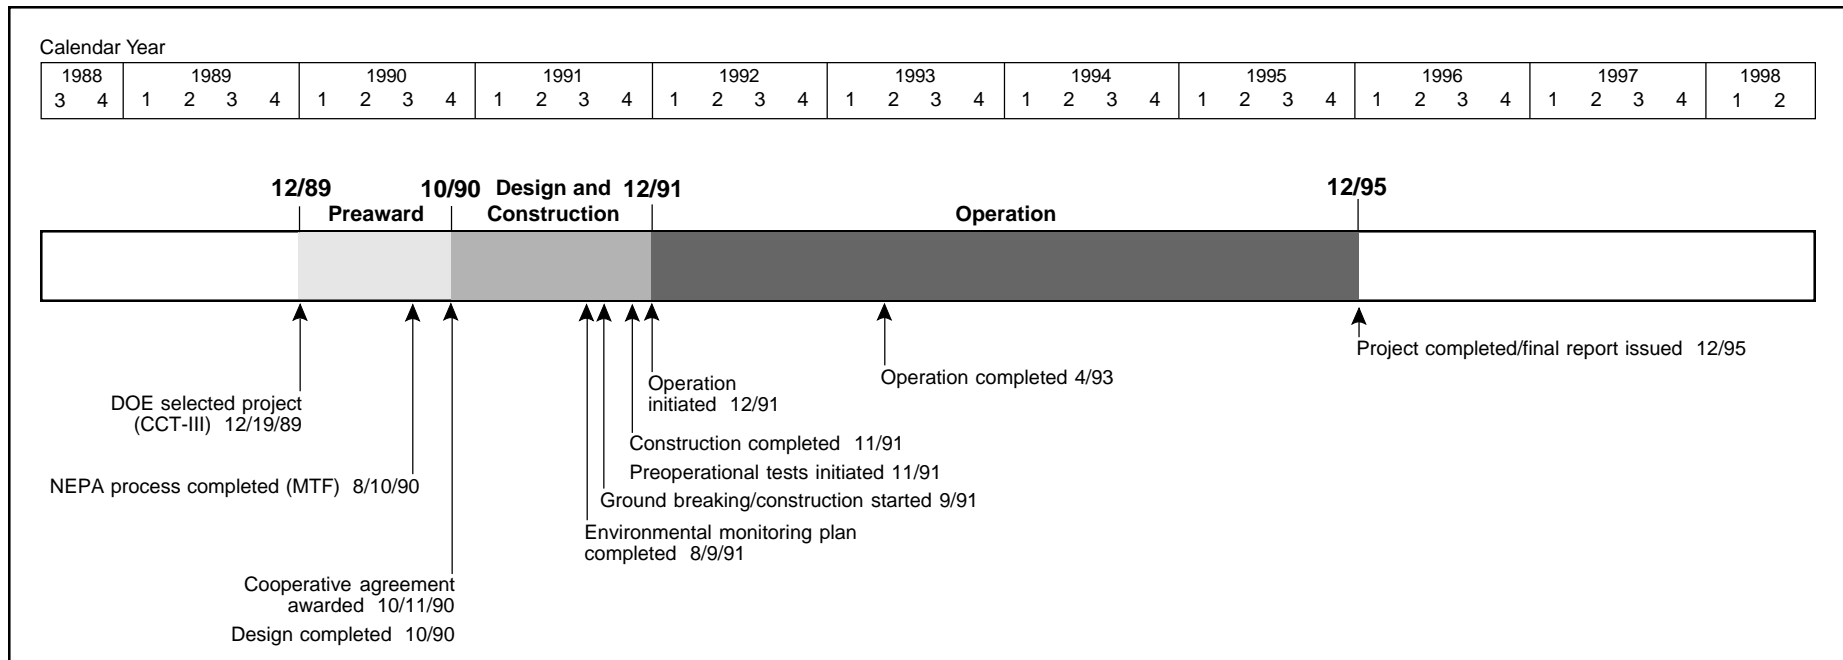 Calendar Year
1988 1989 1990 1991 1992 1993 1994 1995 1996 1997 1998
3 4 1 2 3 4 1 2 3 4 1 2 3 4 1 2 3 4 1 2 3 4 1 2 3 4 1 2 3 4 1 2 3 4 1 2 3 4 1 2
12/89 10/90 Design and 12/91 12/95
Preaward Construction Operation
Project completed/final report issued 12/95
Operation completed 4/93
Operation
initiated 12/91
DOE selected project
(CCT-III) 12/19/89
Construction completed 11/91
Preoperational tests initiated 11/91
NEPA process completed (MTF) 8/10/90
Ground breaking/construction started 9/91
Environmental monitoring plan
completed 8/9/91
Cooperative agreement
awarded 10/11/90
Design completed 10/90